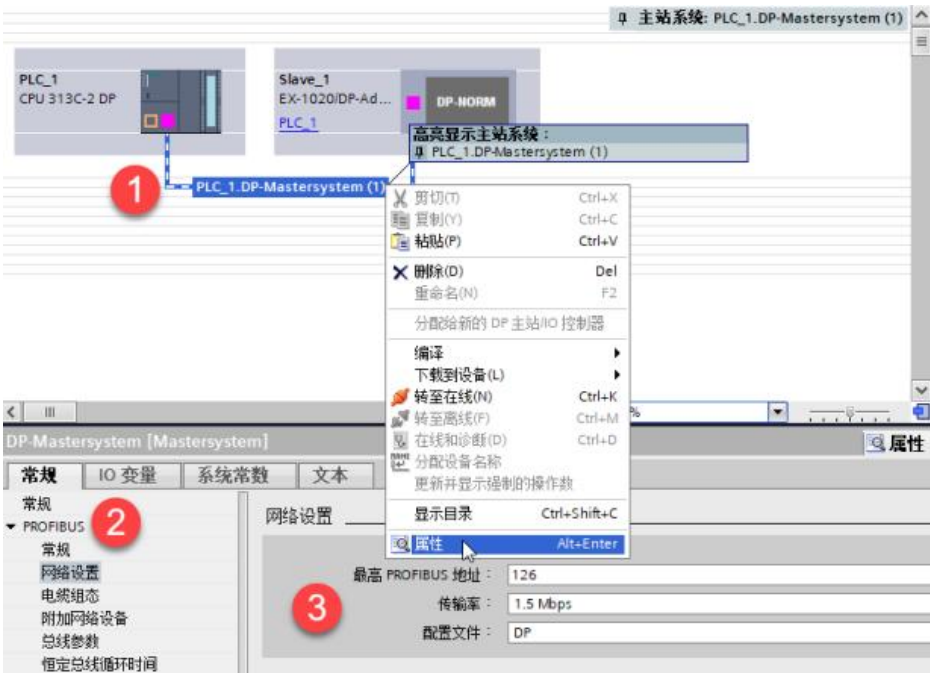 主站系统: PLC_1.DP-Mastersystem (1)
PLC_1
CPU 313C-2 DP
Slave_1
EX-1020/DP-Ad...
PLC_1
DP-NORM
高亮显示主站系统：
PLC_1.DP-Mastersystem (1)
1
PLC_1.DP-Mastersystem (1)
剪切(T) Ctrl+X
复制(Y) Ctrl+C
粘贴(P) Ctrl+V
删除(D) Del
重命名(N) F2
分配给新的 DP 主站/IO 控制器
编译
下载到设备(L)
转至在线(N) Ctrl+K
转至离线(F) Ctrl+M
在线和诊断(D) Ctrl+D
分配设备名称
更新并显示强制的操作数
显示目录 Ctrl+Shift+C
属性 Alt+Enter
%
DP-Mastersystem [Mastersystem]
属性
常规 IO 变量 系统常数 文本
常规
PROFIBUS
2
常规
网络设置
电缆组态
附加网络设备
总线参数
恒定总线循环时间
网络设置
3
最高 PROFIBUS 地址： 126
传输率： 1.5 Mbps
配置文件： DP